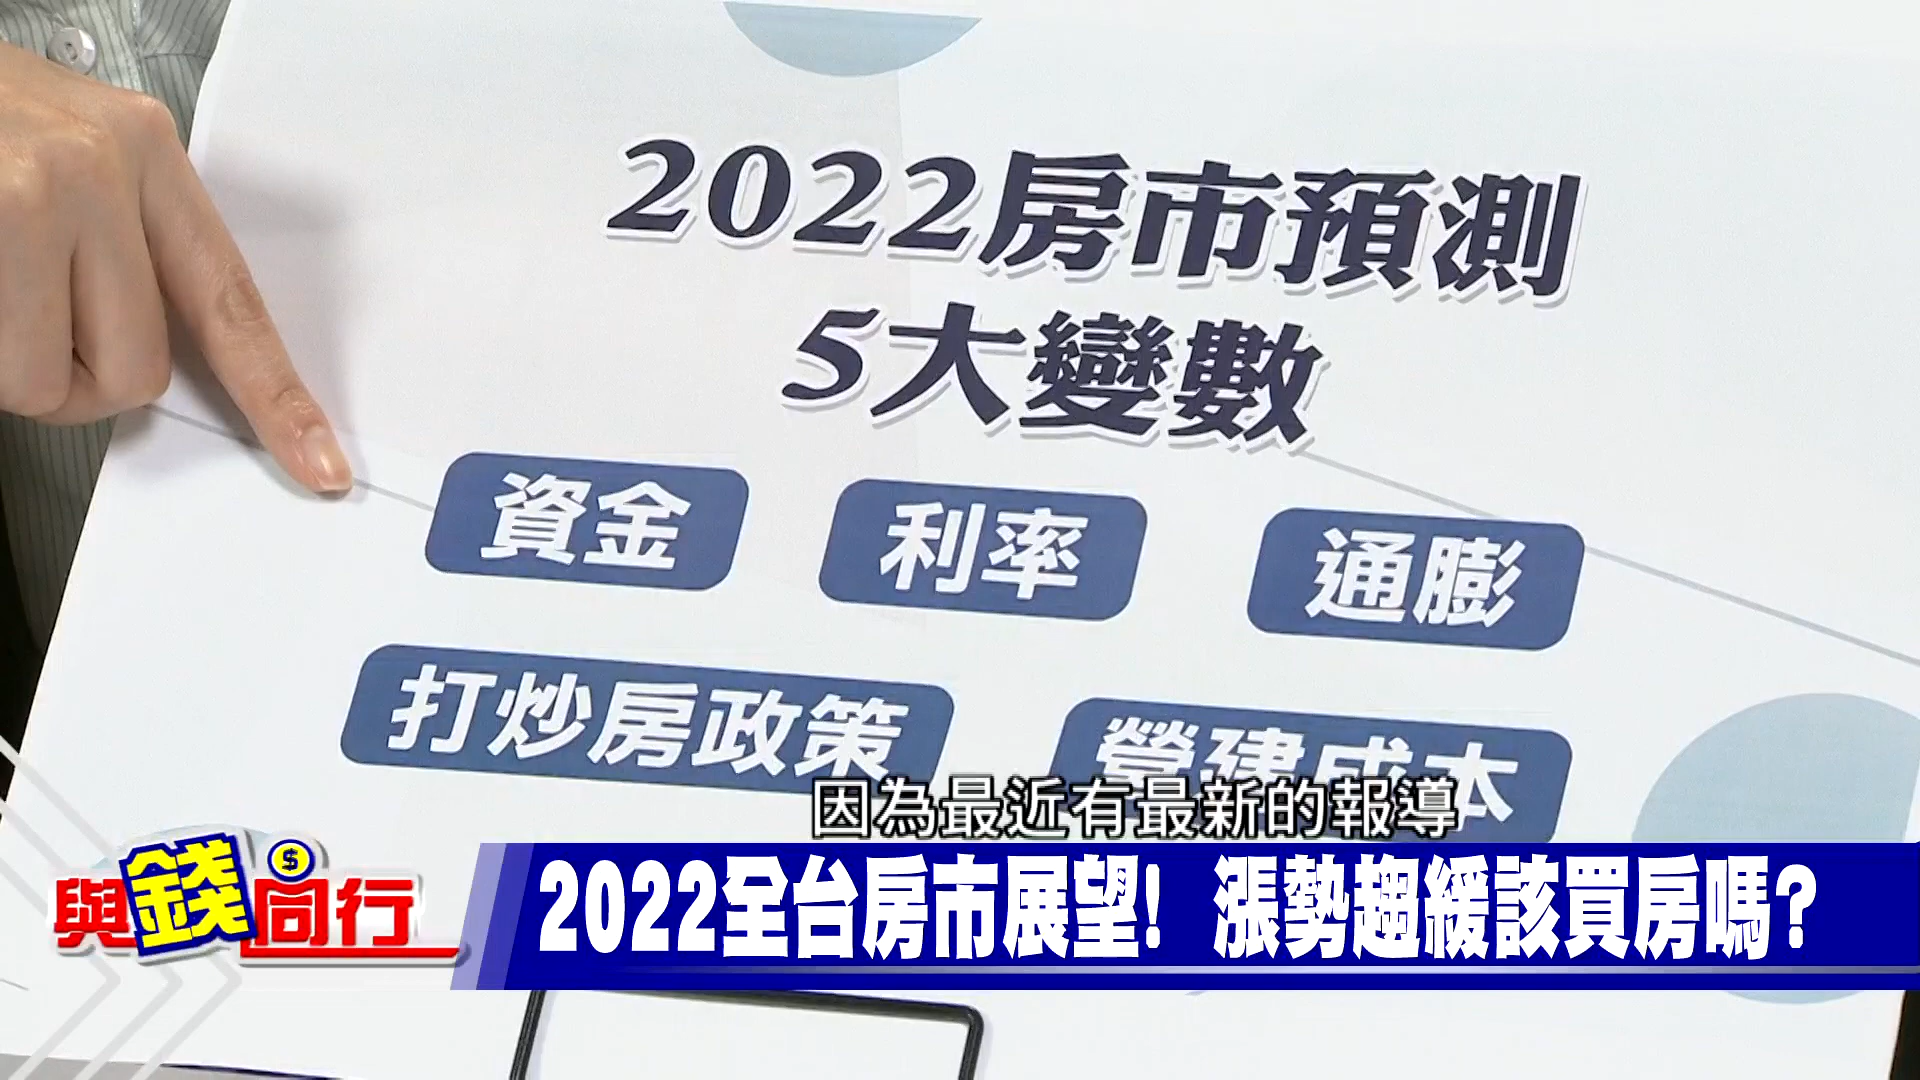 2022房市預測
5大變數
資金 利率 通膨
打炒房政策 營建成本
因為最近有最新的報導
與錢同行
2022全台房市展望! 漲勢趨緩該買房嗎?